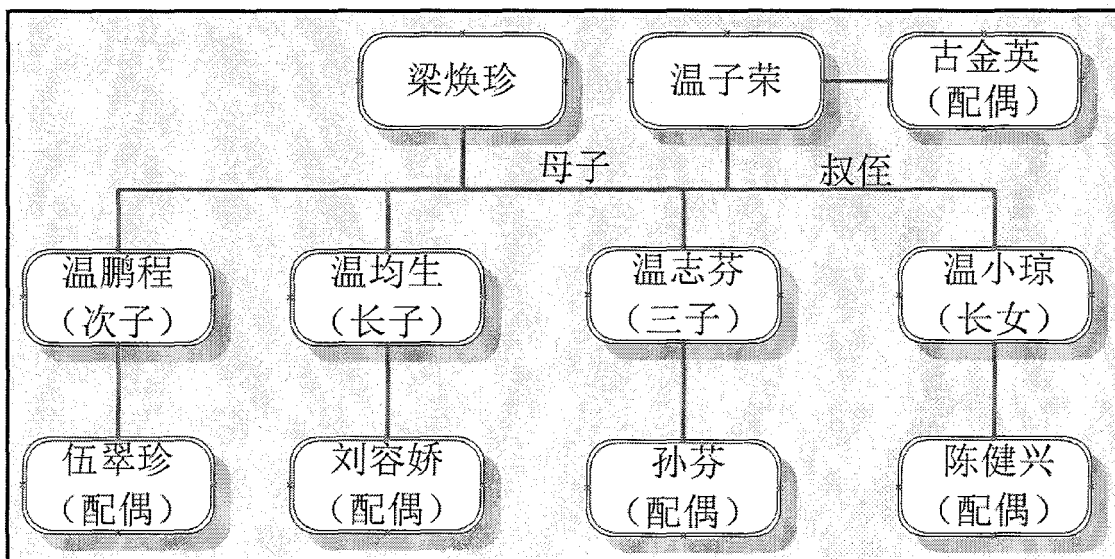 梁焕珍
温子荣
古金英
(配偶)
母子
叔侄
温鹏程
(次子)
温均生
(长子)
温志芬
(三子)
温小琼
(长女)
伍翠珍
(配偶)
刘容娇
(配偶)
孙芬
(配偶)
陈健兴
(配偶)